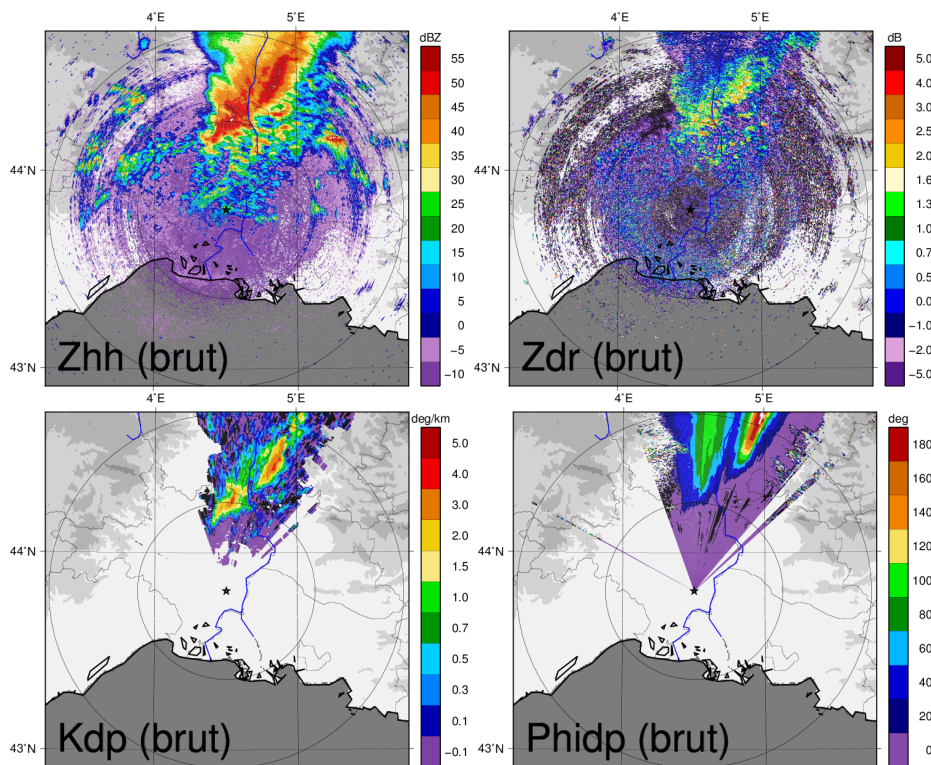 4°E 5°E
dBZ
55
50
45
40
35
30
25
20
15
10
5
0
−5
−10
44°N
43°N
Zhh (brut)
4°E 5°E
dB
5.0
4.0
3.0
2.5
2.0
1.6
1.3
1.0
0.7
0.5
0.0
−1.0
−2.0
−5.0
44°N
43°N
Zdr (brut)
4°E 5°E
deg/km
5.0
4.0
3.0
2.0
1.5
1.0
0.7
0.5
0.3
0.1
−0.1
44°N
43°N
Kdp (brut)
4°E 5°E
deg
180
160
140
120
100
80
60
40
20
0
44°N
43°N
Phidp (brut)